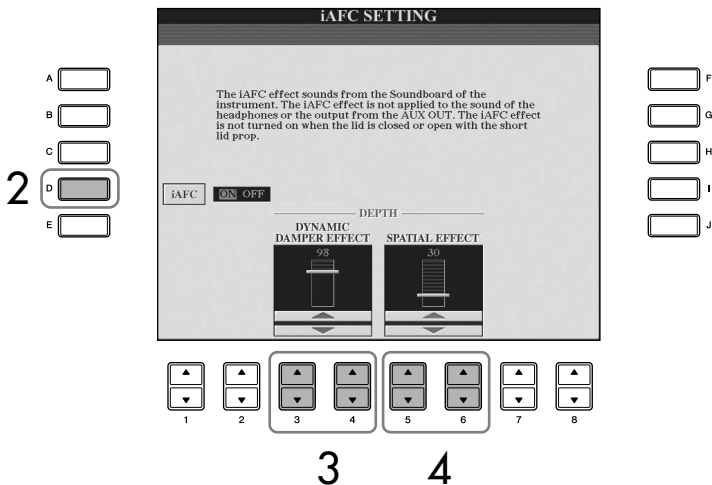 iAFC SETTING
The iAFC effect sounds from the Soundboard of the
instrument. The iAFC effect is not applied to the sound of the
headphones or the output from the AUX OUT. The iAFC effect
is not turned on when the lid is closed or open with the short
lid prop.
A
B
C
2 D
E
F
G
H
I
J
iAFC ON OFF
DEPTH
DYNAMIC
DAMPER EFFECT SPATIAL EFFECT
98 30
1 2 3 4 5 6 7 8
3 4